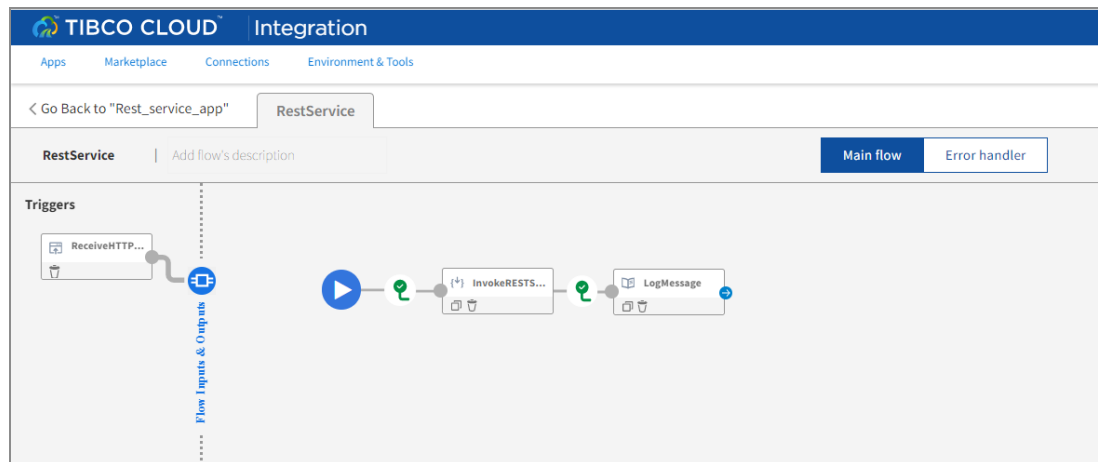 TIBCO CLOUD™ Integration
Apps Marketplace Connections Environment & Tools
Go Back to "Rest_service_app" RestService
RestService | Add flow's description Main flow Error handler
Triggers
ReceiveHTTP...
InvokeRESTS...
LogMessage
Flow Inputs & Outputs